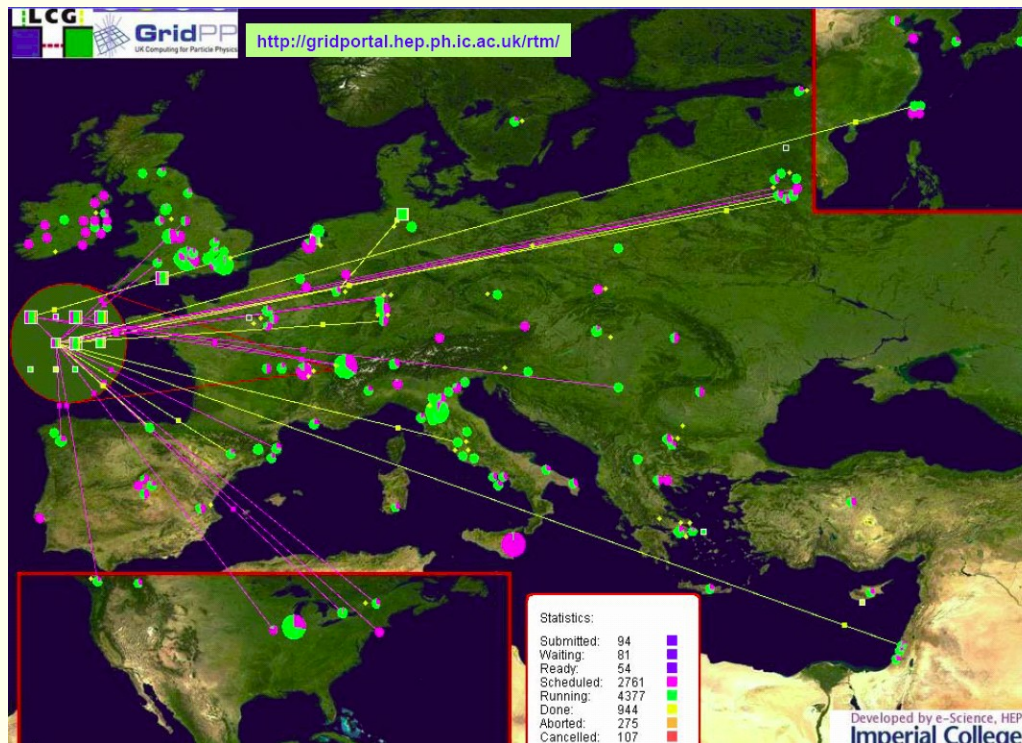 LCG
GridPP
UK Computing for Particle Physics
http://gridportal.hep.ph.ic.ac.uk/rtm/
Statistics:
Submitted: 94
Waiting: 81
Ready: 54
Scheduled: 2761
Running: 4377
Done: 944
Aborted: 275
Cancelled: 107
Developed by e-Science, HEP
Imperial College